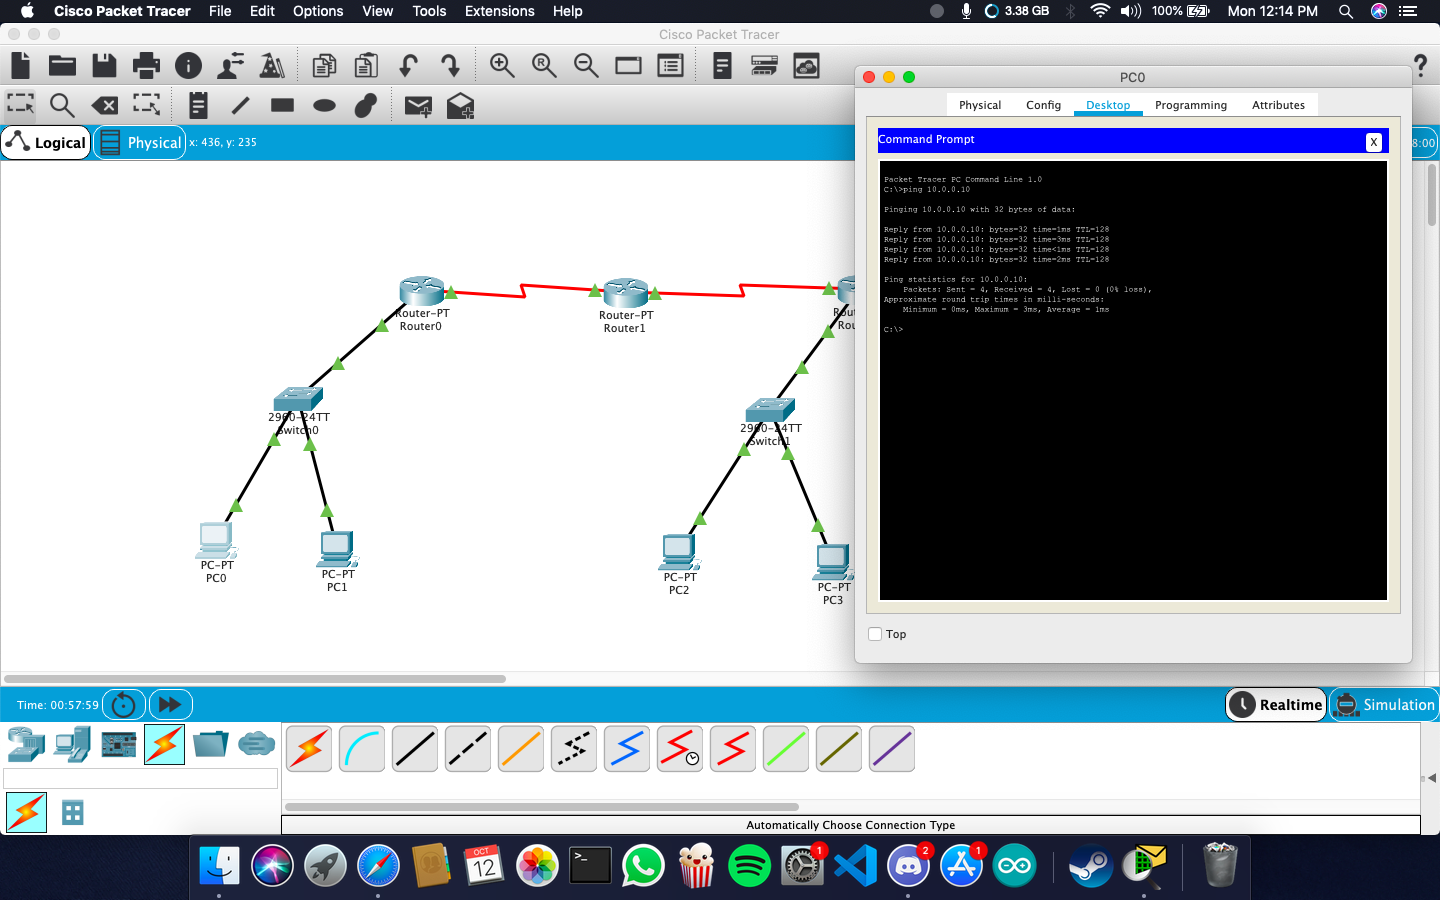 Cisco Packet Tracer File Edit Options View Tools Extensions Help 3.38 GB 100% Mon 12:14 PM
Cisco Packet Tracer
PC0
Physical Config Desktop Programming Attributes
Logical Physical x: 436, y: 235
8:00
Command Prompt X
Packet Tracer PC Command Line 1.0
C:\>ping 10.0.0.10
Pinging 10.0.0.10 with 32 bytes of data:
Reply from 10.0.0.10: bytes=32 time=1ms TTL=128
Reply from 10.0.0.10: bytes=32 time=3ms TTL=128
Reply from 10.0.0.10: bytes=32 time<1ms TTL=128
Reply from 10.0.0.10: bytes=32 time=2ms TTL=128
Ping statistics for 10.0.0.10:
Packets: Sent = 4, Received = 4, Lost = 0 (0% loss),
Approximate round trip times in milli-seconds:
Minimum = 0ms, Maximum = 3ms, Average = 1ms
C:\>
Top
Router-PT
Router0
Router-PT
Router1
Rout
Rou
2960-24TT
Switch0
2960-24TT
Switch1
PC-PT
PC0
PC-PT
PC1
PC-PT
PC2
PC-PT
PC3
Time: 00:57:59
Realtime Simulation
Automatically Choose Connection Type
OCT
12
1
2
1